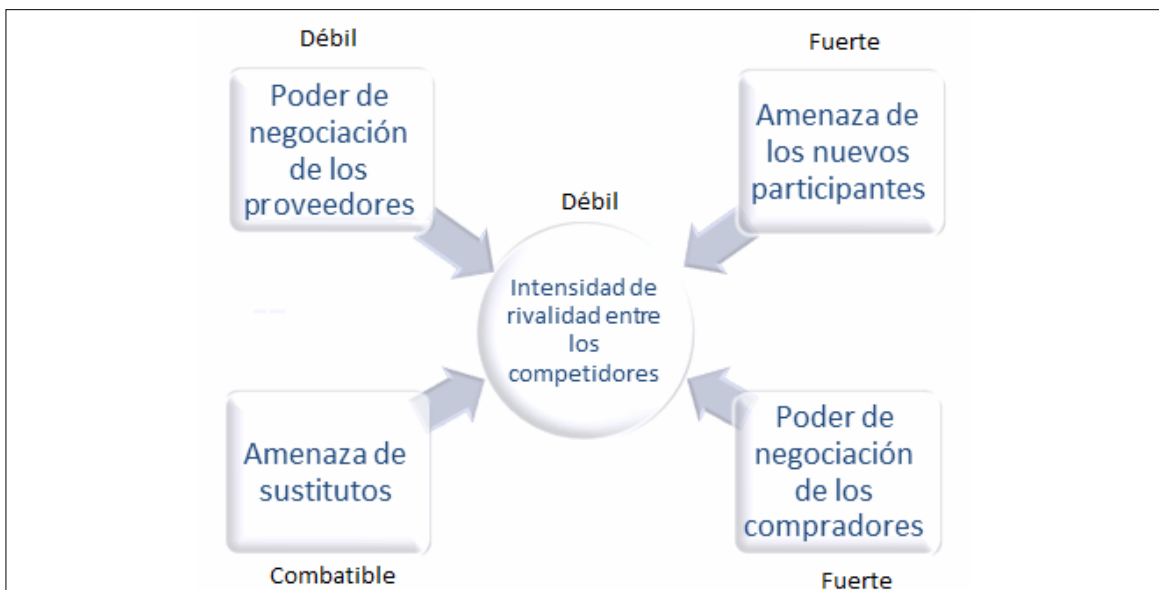 Débil
Poder de
negociación
de los
proveedores
Fuerte
Amenaza de
los nuevos
participantes
Débil
Intensidad de
rivalidad entre
los
competidores
Amenaza de
sustitutos
Combatible
Poder de
negociación
de los
compradores
Fuerte